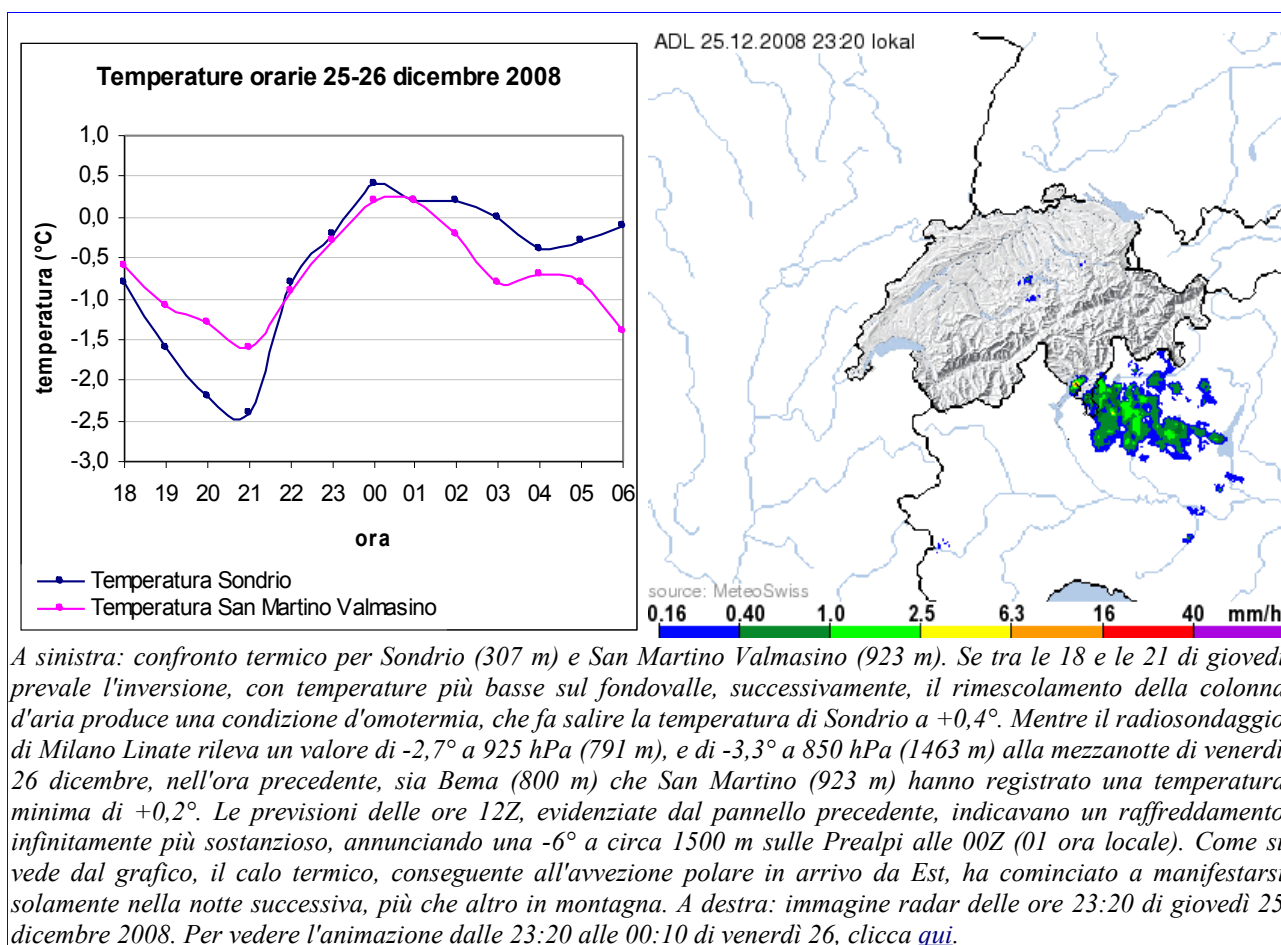 Temperature orarie 25-26 dicembre 2008
1,0
0,5
0,0
-0,5
-1,0
-1,5
-2,0
-2,5
-3,0
temperatura (°C)
18 19 20 21 22 23 00 01 02 03 04 05 06
ora
Temperatura Sondrio
Temperatura San Martino Valmasino
ADL 25.12.2008 23:20 lokal
source: MeteoSwiss
0.16 0.40 1.0 2.5 6.3 16 40 mm/h
A sinistra: confronto termico per Sondrio (307 m) e San Martino Valmasino (923 m). Se tra le 18 e le 21 di giovedì
prevale l'inversione, con temperature più basse sul fondovalle, successivamente, il rimescolamento della colonna
d'aria produce una condizione d'omotermia, che fa salire la temperatura di Sondrio a +0,4°. Mentre il radiosondaggio
di Milano Linate rileva un valore di -2,7° a 925 hPa (791 m), e di -3,3° a 850 hPa (1463 m) alla mezzanotte di venerdì
26 dicembre, nell'ora precedente, sia Bema (800 m) che San Martino (923 m) hanno registrato una temperatura
minima di +0,2°. Le previsioni delle ore 12Z, evidenziate dal pannello precedente, indicavano un raffreddamento
infinitamente più sostanzioso, annunciando una -6° a circa 1500 m sulle Prealpi alle 00Z (01 ora locale). Come si
vede dal grafico, il calo termico, conseguente all'avvezione polare in arrivo da Est, ha cominciato a manifestarsi
solamente nella notte successiva, più che altro in montagna. A destra: immagine radar delle ore 23:20 di giovedì 25
dicembre 2008. Per vedere l'animazione dalle 23:20 alle 00:10 di venerdì 26, clicca qui.